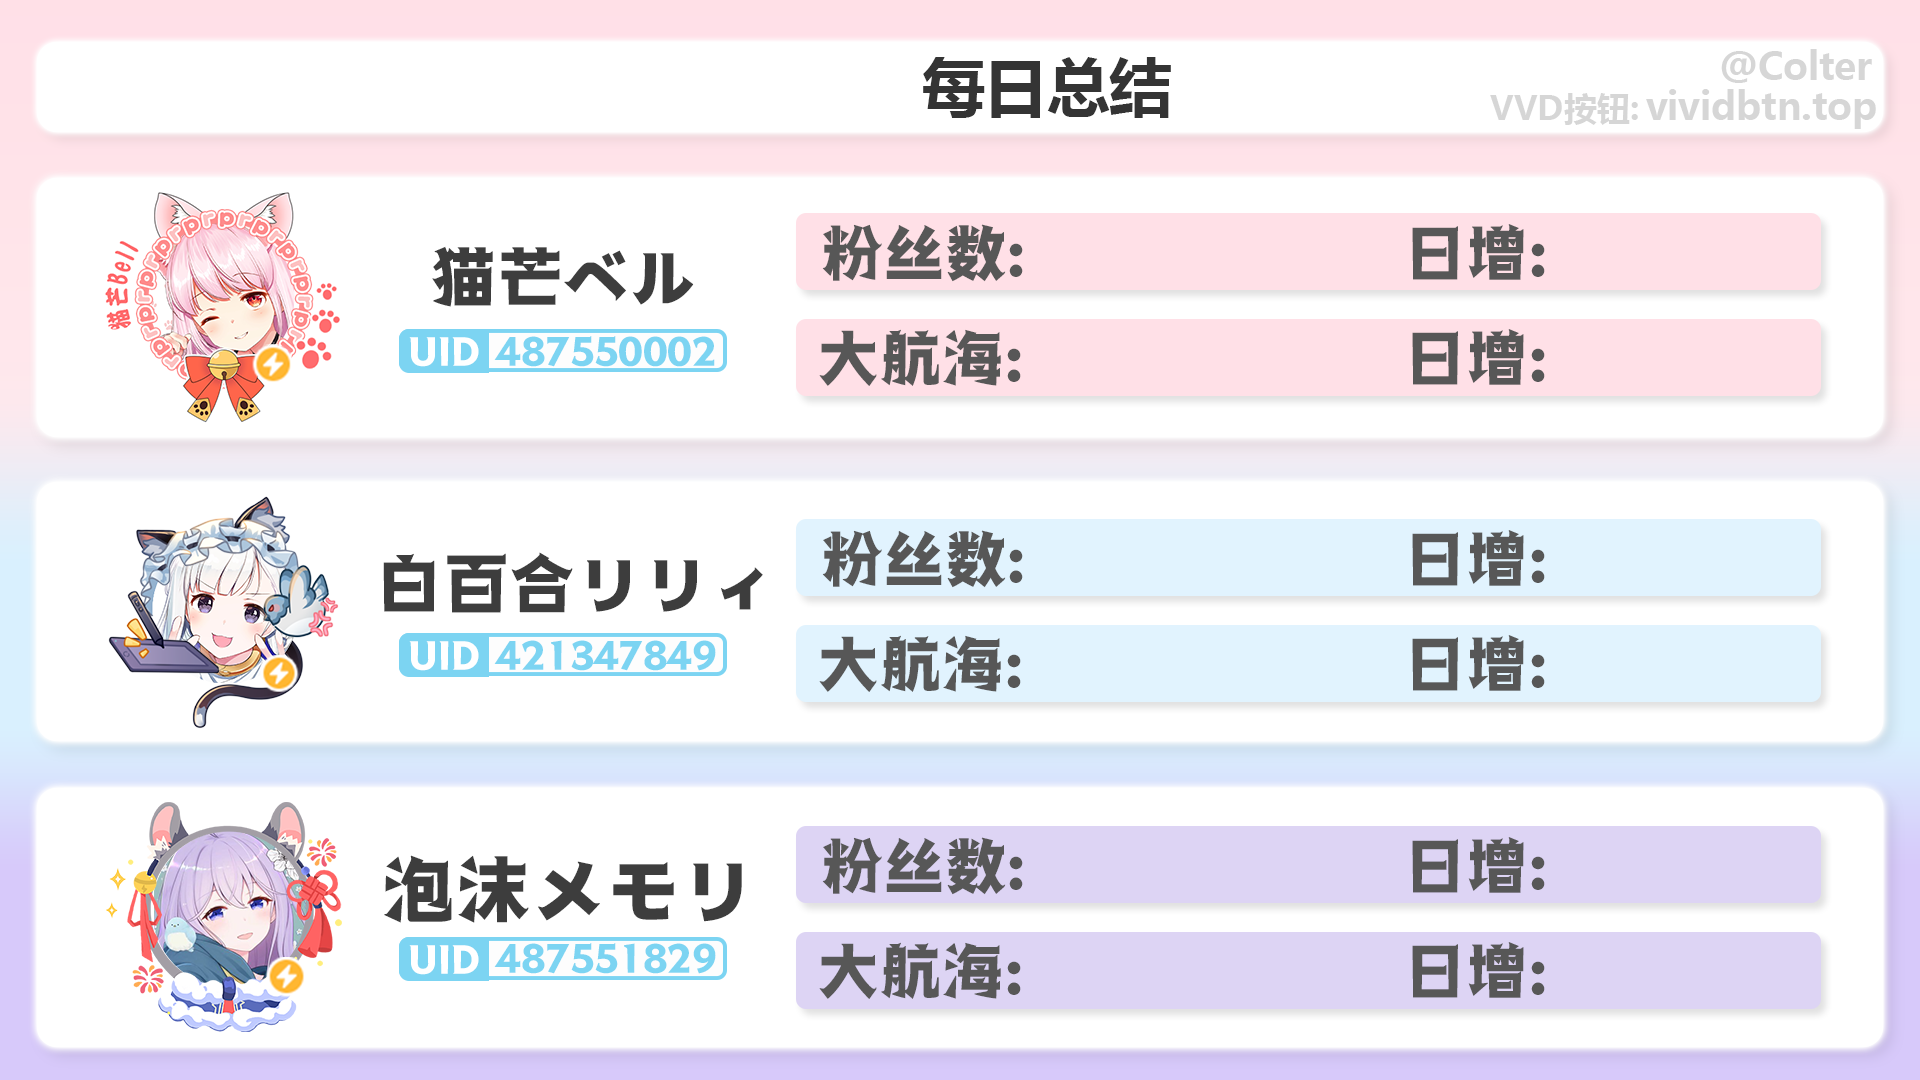 每日总结
@Colter
VVD按钮: vividbtn.top
猫芒Bell
prprprprprprprpr
猫芒ベル
UID 487550002
粉丝数: 日增:
大航海: 日增:
白百合リリィ
UID 421347849
粉丝数: 日增:
大航海: 日增:
泡沫メモリ
UID 487551829
粉丝数: 日增:
大航海: 日增: